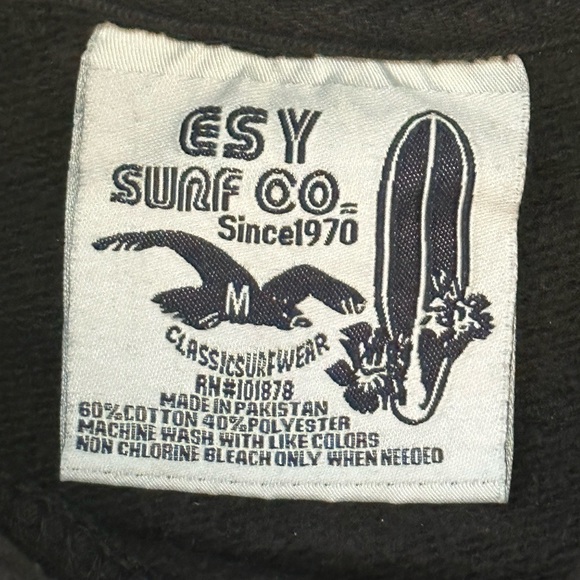 ESY
SURF CO.
Since1970
M
CLASSICSURFWEAR
RN#101878
MADE IN PAKISTAN
60%COTTON 40%POLYESTER
MACHINE WASH WITH LIKE COLORS
NON CHLORINE BLEACH ONLY WHEN NEEDED